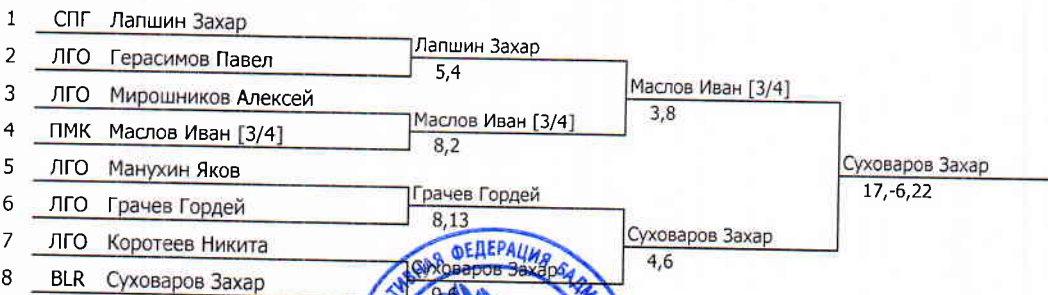 1 СПГ Лапшин Захар
Лапшин Захар
2 ЛГО Герасимов Павел
5,4
Маслов Иван [3/4]
3 ЛГО Мирошников Алексей
3,8
Маслов Иван [3/4]
4 ПМК Маслов Иван [3/4]
8,2
Суховаров Захар
5 ЛГО Манухин Яков
17,-6,22
Грачев Гордей
6 ЛГО Грачев Гордей
8,13
Суховаров Захар
7 ЛГО Коротеев Никита
4,6
ФЕДЕРАЦИЯ
Суховаров Захар
8 BLR Суховаров Захар